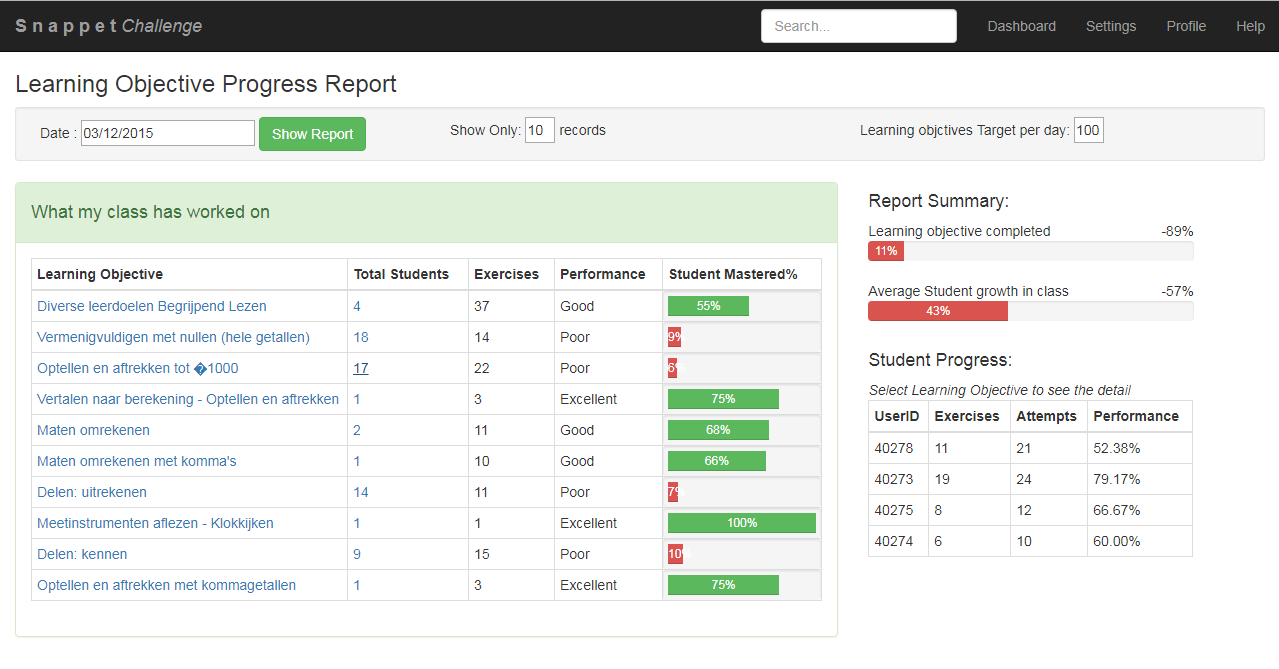 S n a p p e t Challenge Search... Dashboard Settings Profile Help
Learning Objective Progress Report
Date : 03/12/2015 Show Report Show Only: 10 records Learning objctives Target per day: 100
What my class has worked on
Learning Objective Total Students Exercises Performance Student Mastered%
Diverse leerdoelen Begrijpend Lezen 4 37 Good 55%
Vermenigvuldigen met nullen (hele getallen) 18 14 Poor 9%
Optellen en aftrekken tot �1000 17 22 Poor 6%
Vertalen naar berekening - Optellen en aftrekken 1 3 Excellent 75%
Maten omrekenen 2 11 Good 68%
Maten omrekenen met komma's 1 10 Good 66%
Delen: uitrekenen 14 11 Poor 7%
Meetinstrumenten aflezen - Klokkijken 1 1 Excellent 100%
Delen: kennen 9 15 Poor 10%
Optellen en aftrekken met kommagetallen 1 3 Excellent 75%
Report Summary:
Learning objective completed -89%
11%
Average Student growth in class -57%
43%
Student Progress:
Select Learning Objective to see the detail
UserID Exercises Attempts Performance
40278 11 21 52.38%
40273 19 24 79.17%
40275 8 12 66.67%
40274 6 10 60.00%